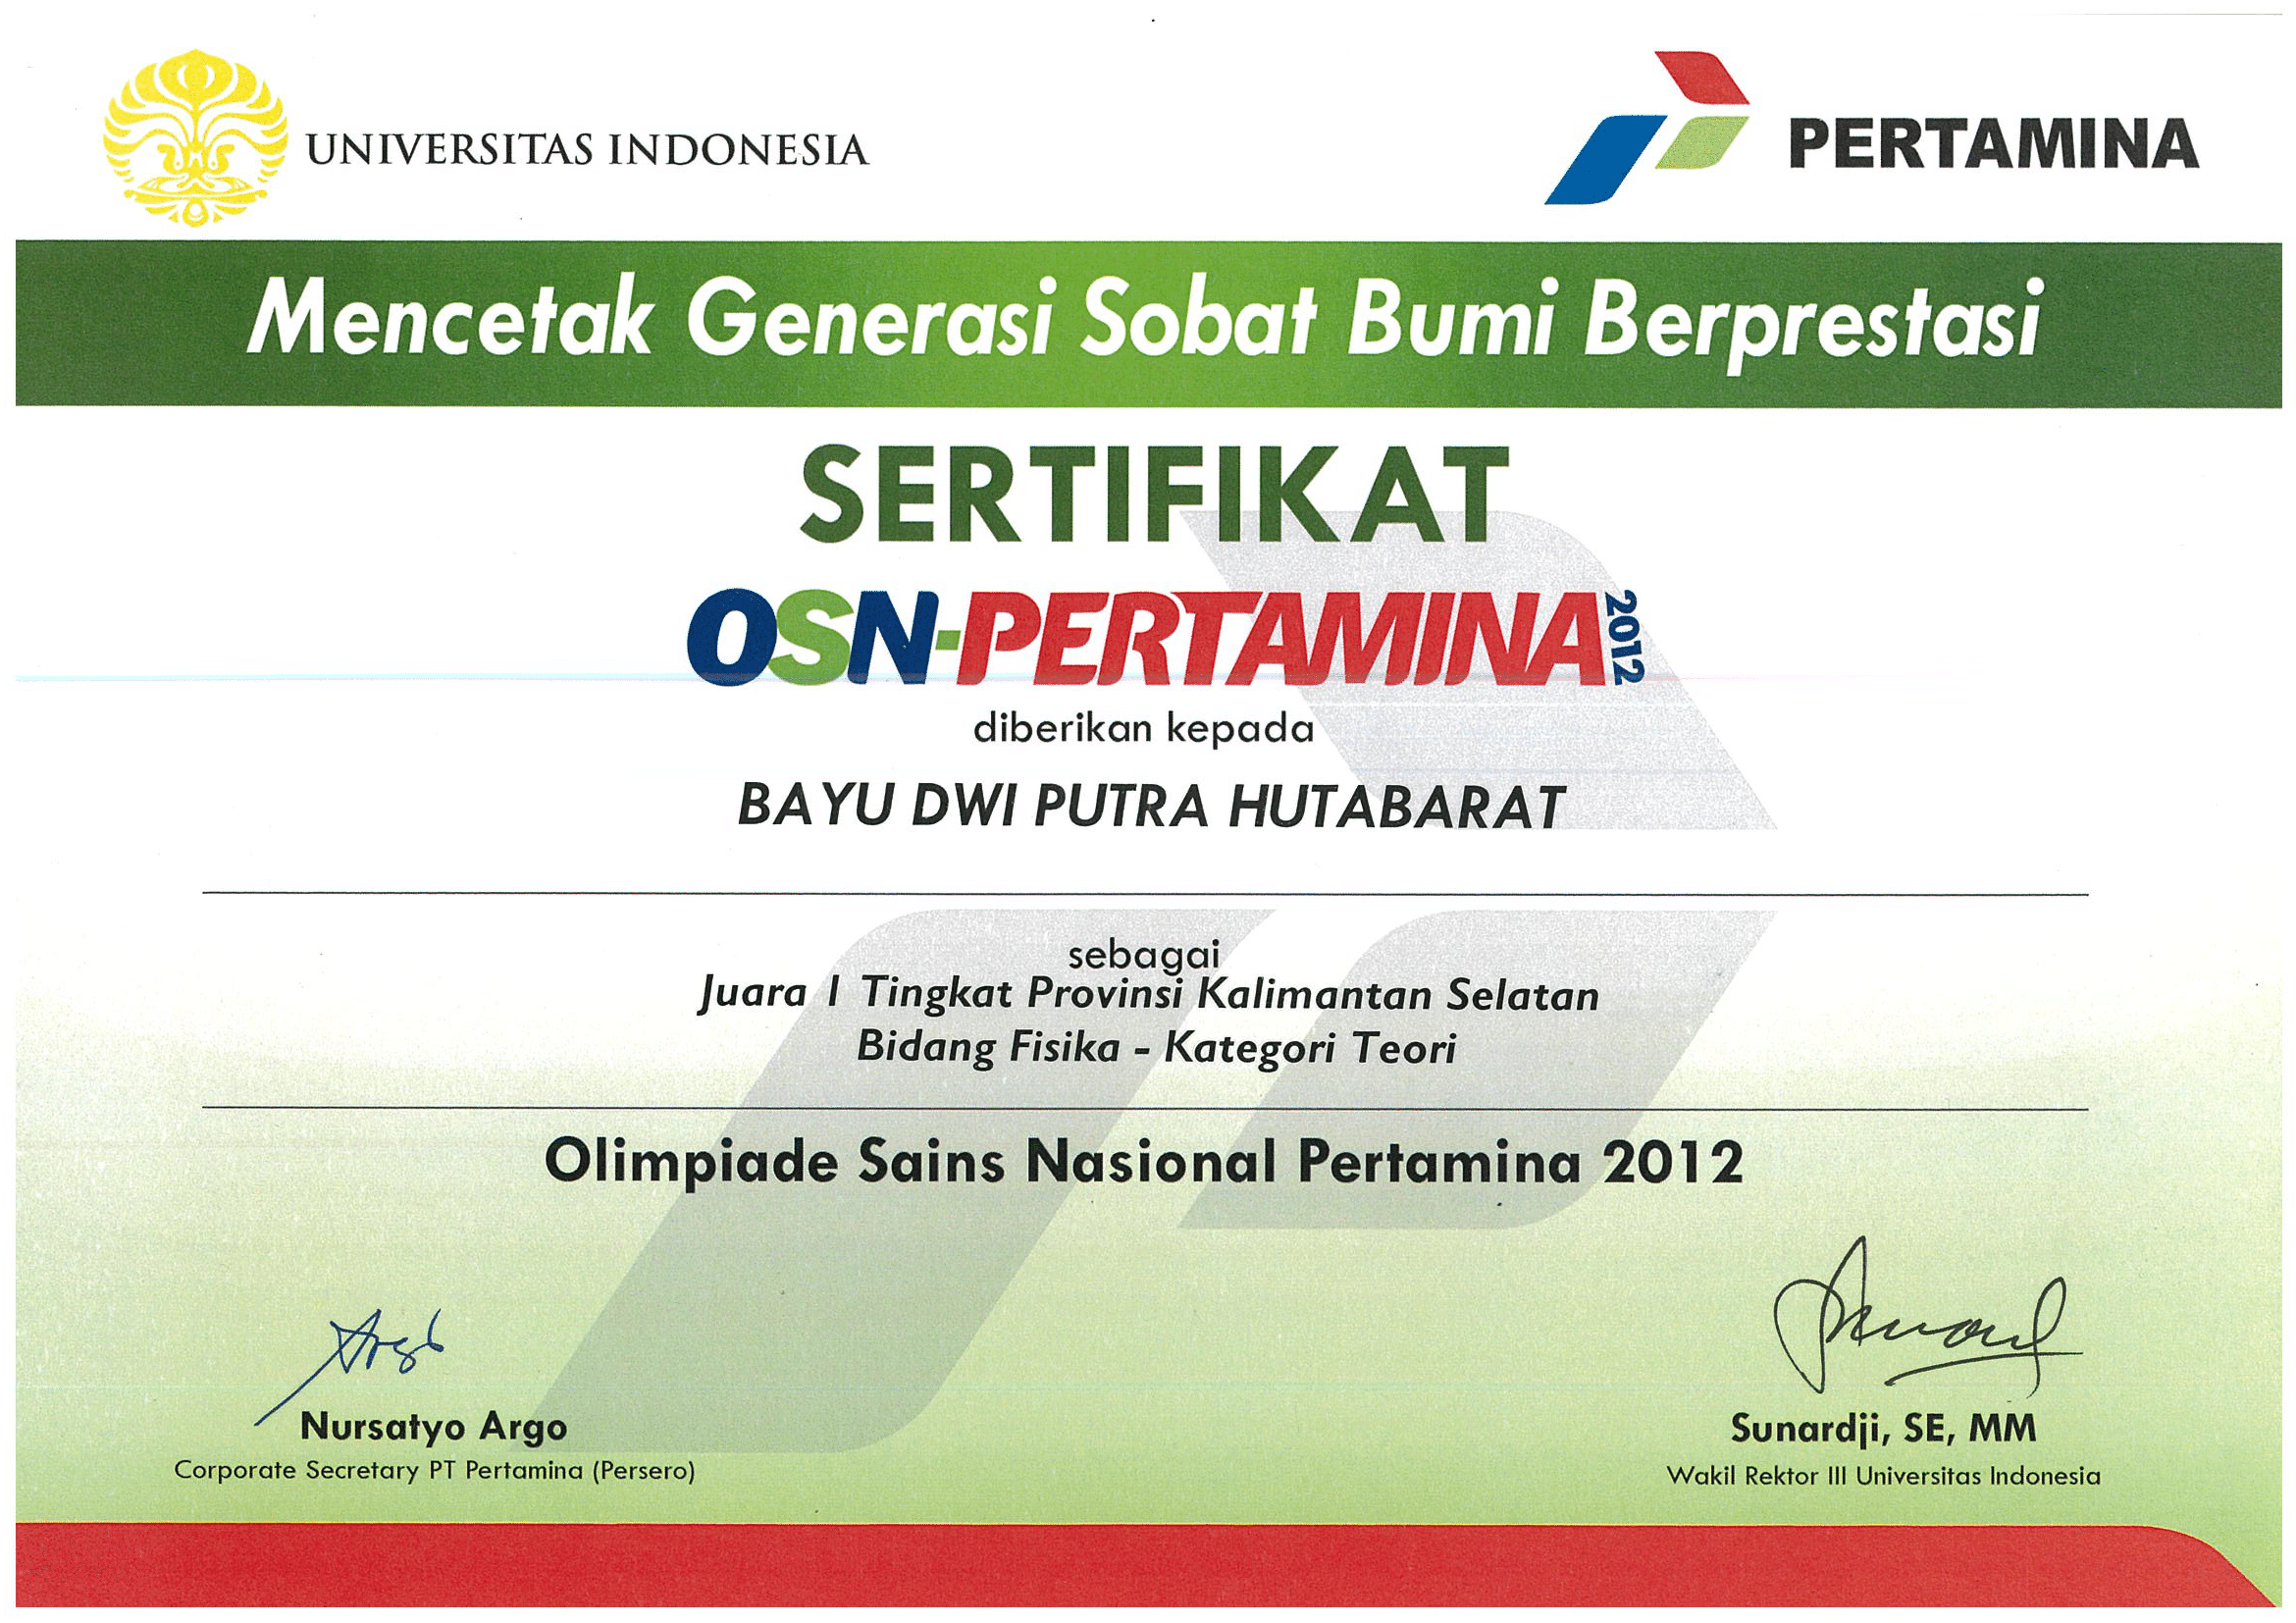 UNIVERSITAS INDONESIA
PERTAMINA
Mencetak Generasi Sobat Bumi Berprestasi
SERTIFIKAT
OSN-PERTAMINA 2012
diberikan kepada
BAYU DWI PUTRA HUTABARAT
sebagai
Juara I Tingkat Provinsi Kalimantan Selatan
Bidang Fisika - Kategori Teori
Olimpiade Sains Nasional Pertamina 2012
Argo
Nursatyo Argo
Corporate Secretary PT Pertamina (Persero)
Sunardji, SE, MM
Wakil Rektor III Universitas Indonesia